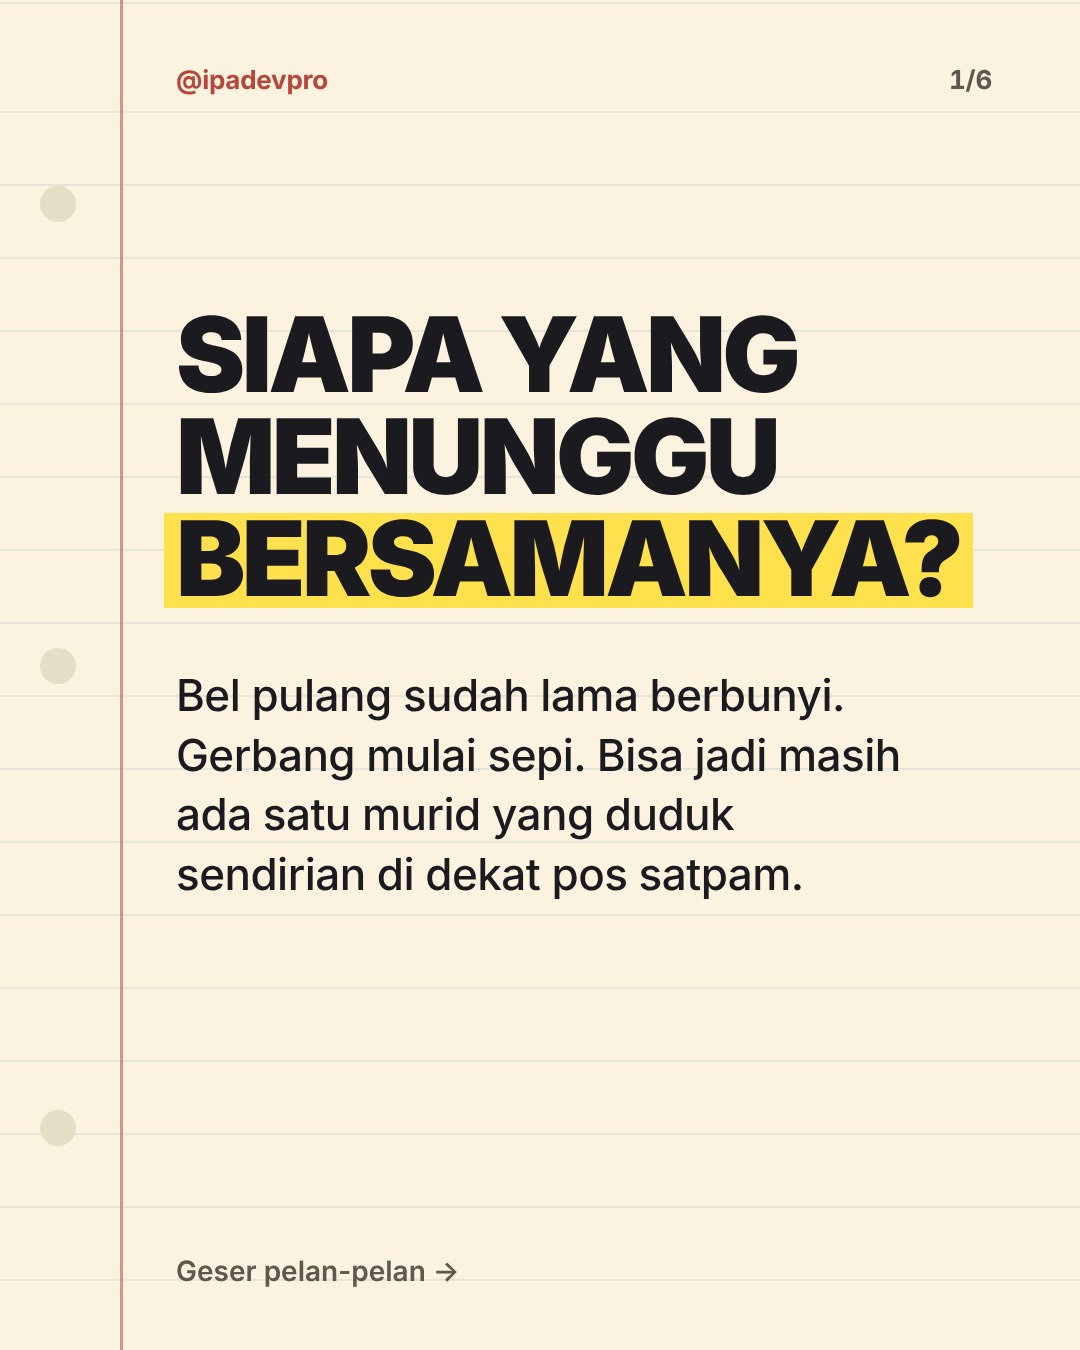 @ipadevpro
1/6
SIAPA YANG
MENUNGGU
BERSAMANYA?
Bel pulang sudah lama berbunyi.
Gerbang mulai sepi. Bisa jadi masih
ada satu murid yang duduk
sendirian di dekat pos satpam.
Geser pelan-pelan →